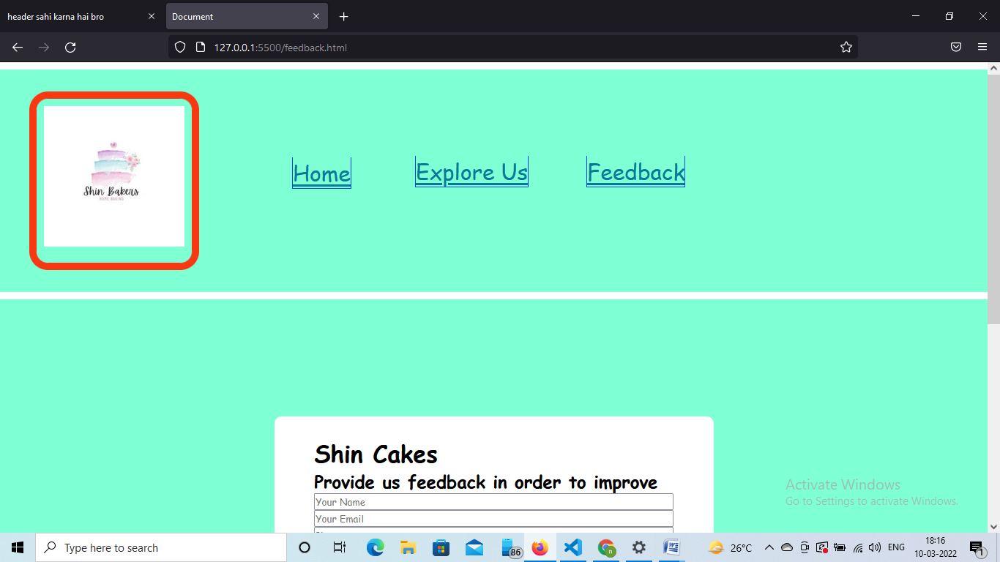 header sahi karna hai bro
Document
127.0.0.1:5500/feedback.html
Shin Bakers
HOME BAKING
Home
Explore Us
Feedback
Shin Cakes
Provide us feedback in order to improve
Your Name
Your Email
Activate Windows
Go to Settings to activate Windows.
Type here to search
86
26°C
ENG
18:16
10-03-2022
1